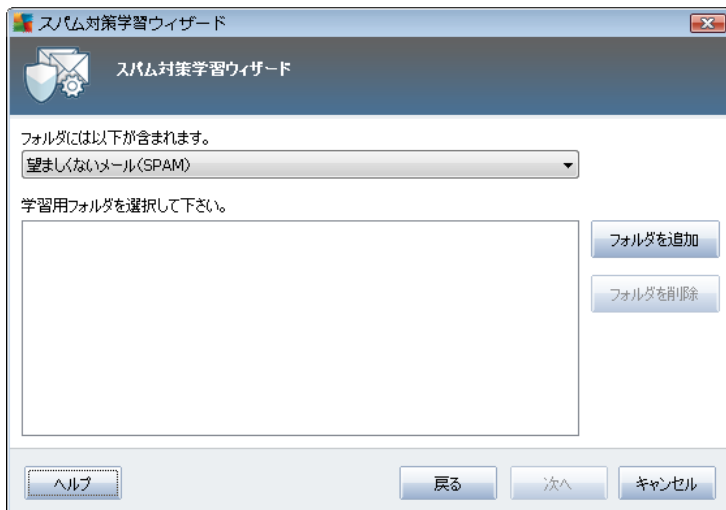 スパム対策学習ウィザード
スパム対策学習ウィザード
フォルダには以下が含まれます。
望ましくないメール(SPAM)
学習用フォルダを選択して下さい。
フォルダを追加
フォルダを削除
ヘルプ
戻る
次へ
キャンセル